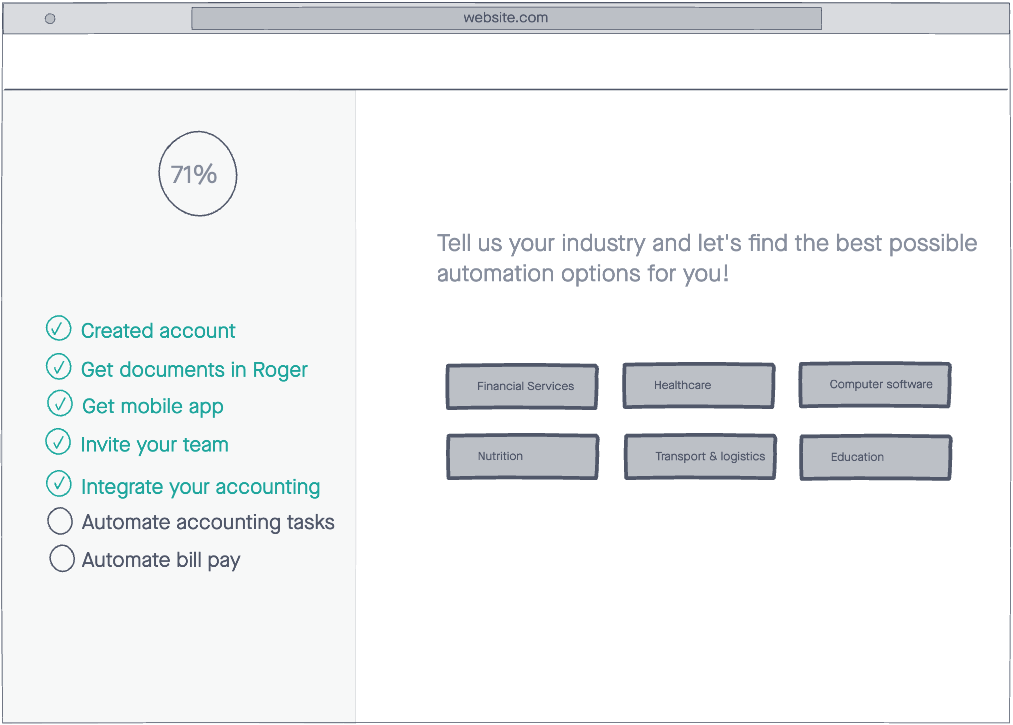 website.com
71%
Created account
Get documents in Roger
Get mobile app
Invite your team
Integrate your accounting
Automate accounting tasks
Automate bill pay
Tell us your industry and let's find the best possible
automation options for you!
Financial Services
Healthcare
Computer software
Nutrition
Transport & logistics
Education